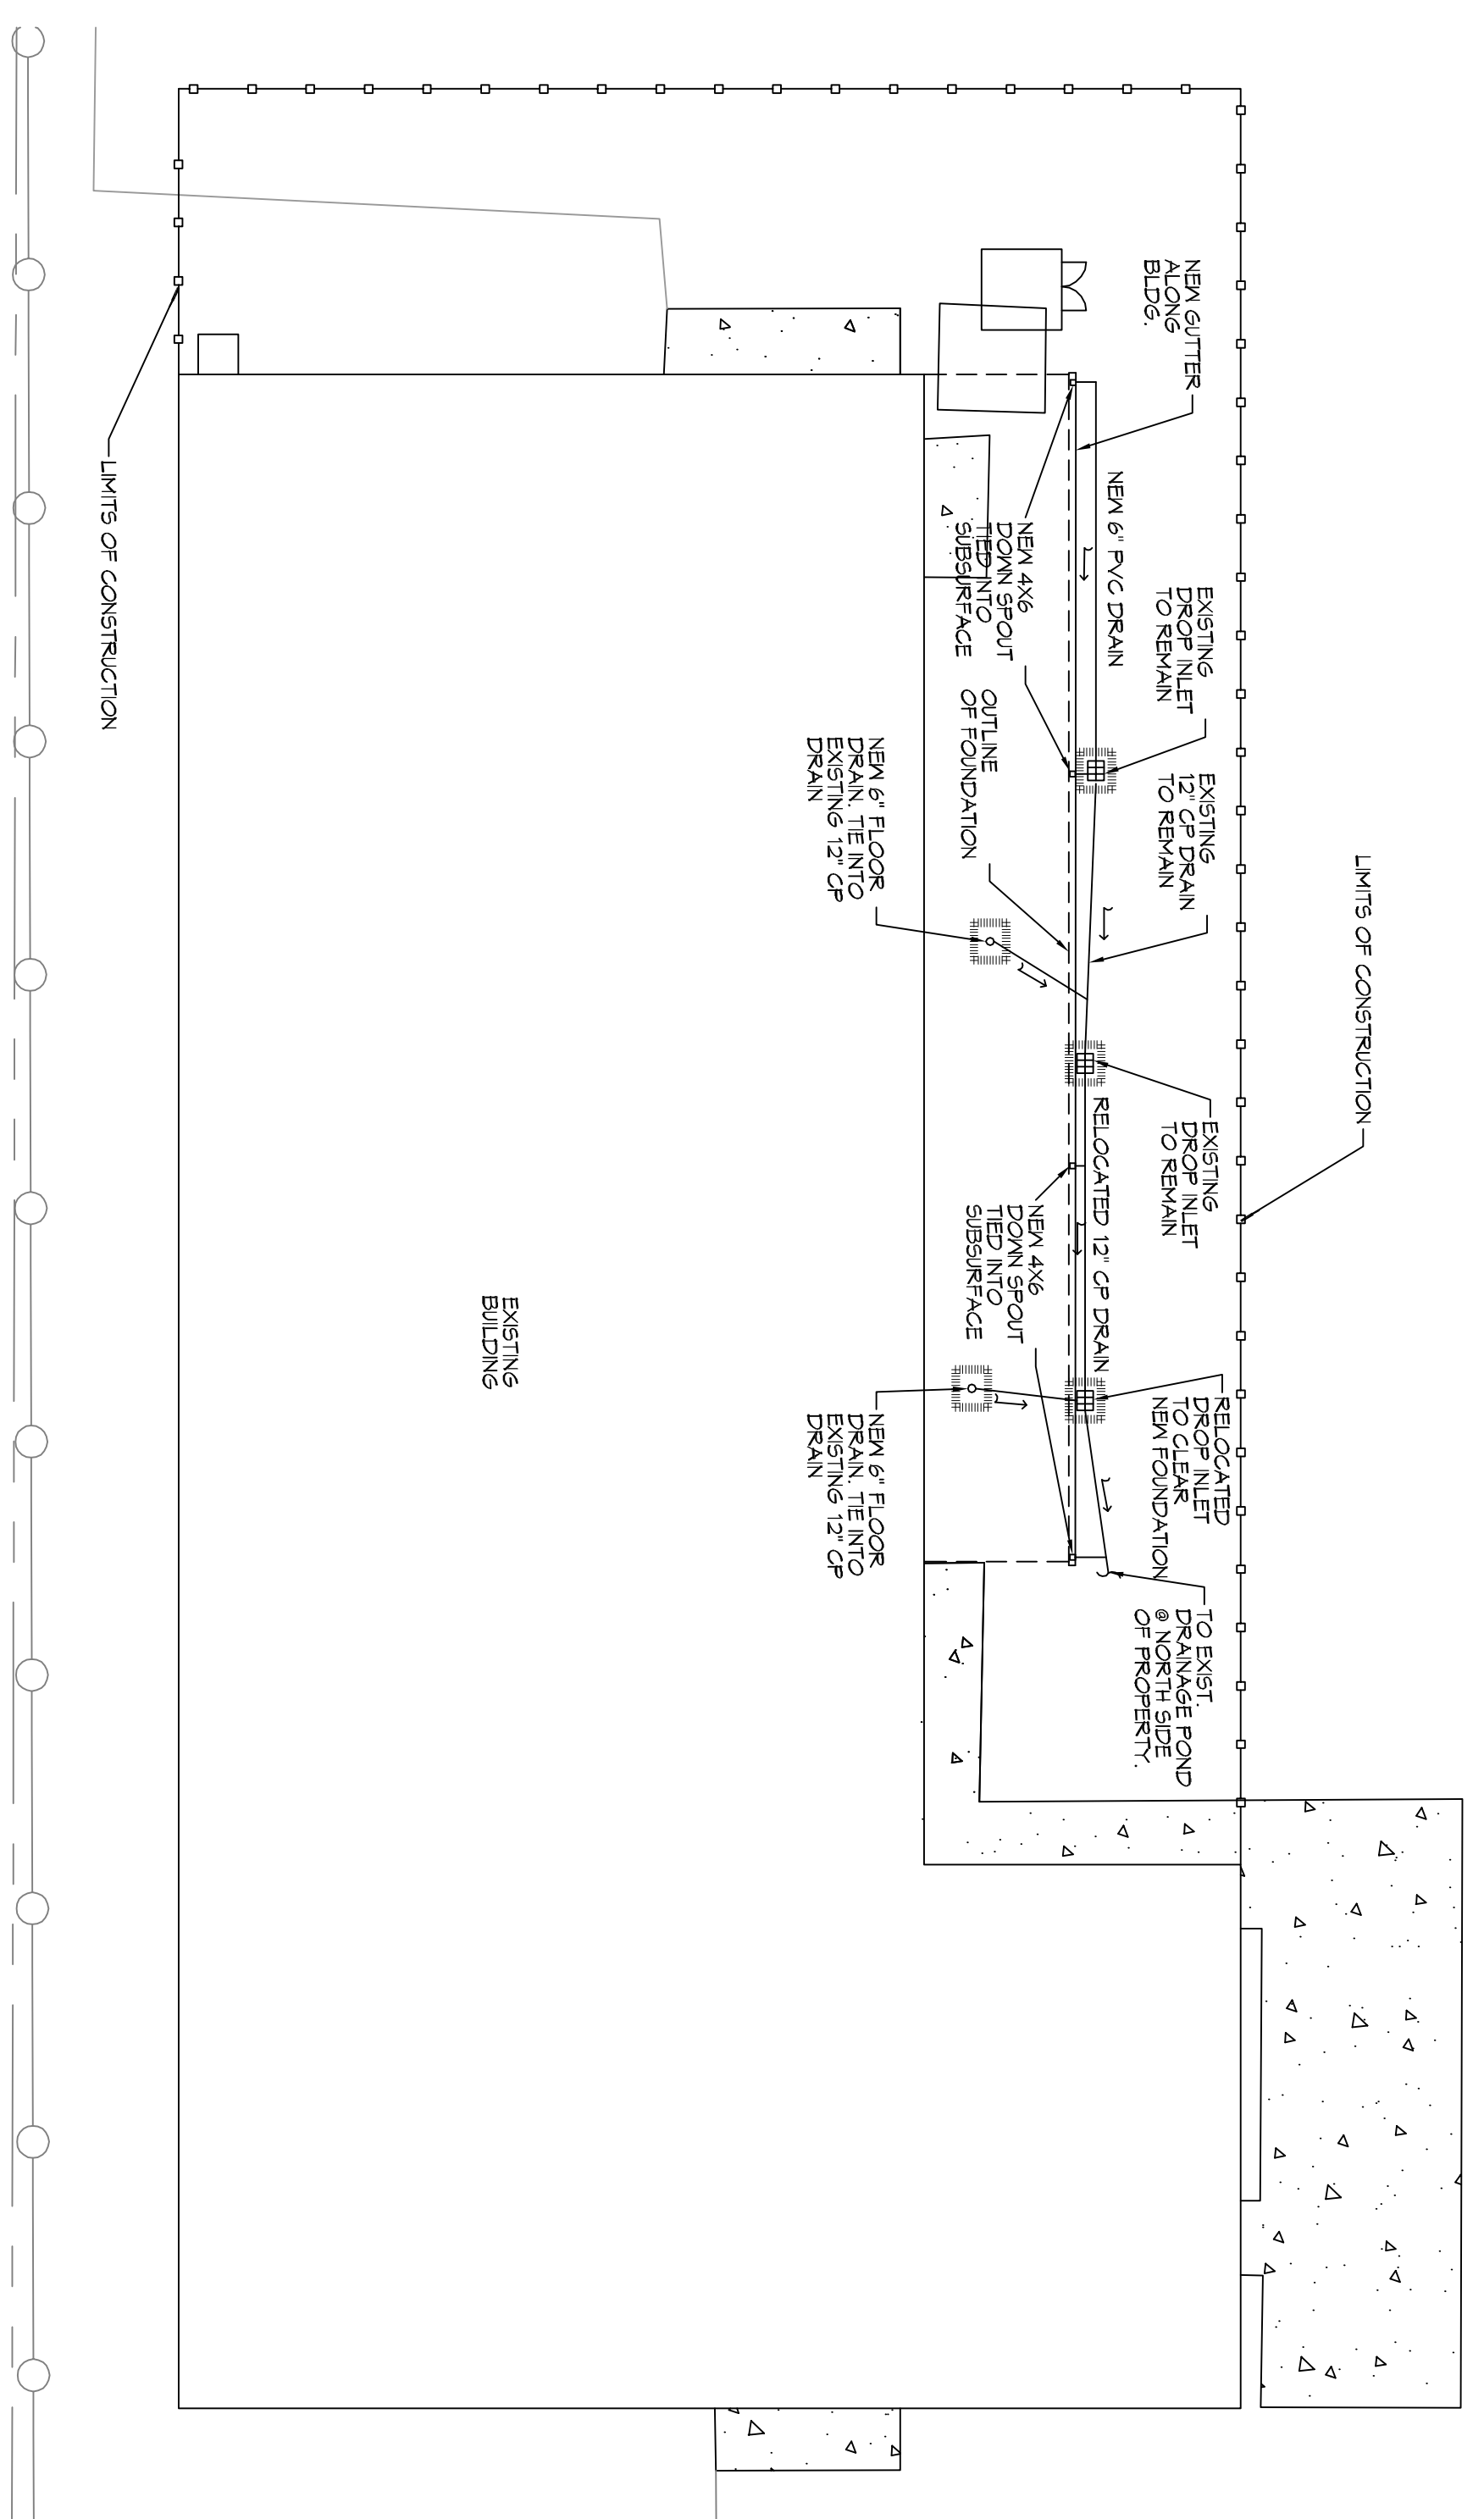 LIMITS OF CONSTRUCTION
NEW GUTTER
ALONG
BLDG.
NEW 6" PVC DRAIN
EXISTING
DROP INLET
TO REMAIN
EXISTING
12" CP DRAIN
TO REMAIN
NEW 4X6
DOWN SPOUT
TIED INTO
SUBSURFACE
OUTLINE
OF FOUNDATION
NEW 6" FLOOR
DRAIN. TIE INTO
EXISTING 12" CP
DRAIN
LIMITS OF CONSTRUCTION
EXISTING
DROP INLET
TO REMAIN
RELOCATED 12" CP DRAIN
NEW 4X6
DOWN SPOUT
TIED INTO
SUBSURFACE
RELOCATED
DROP INLET
TO CLEAR
NEW FOUNDATION
TO EXIST.
DRAINAGE POND
@ NORTH SIDE
OF PROPERTY.
NEW 6" FLOOR
DRAIN. TIE INTO
EXISTING 12" CP
DRAIN
EXISTING
BUILDING